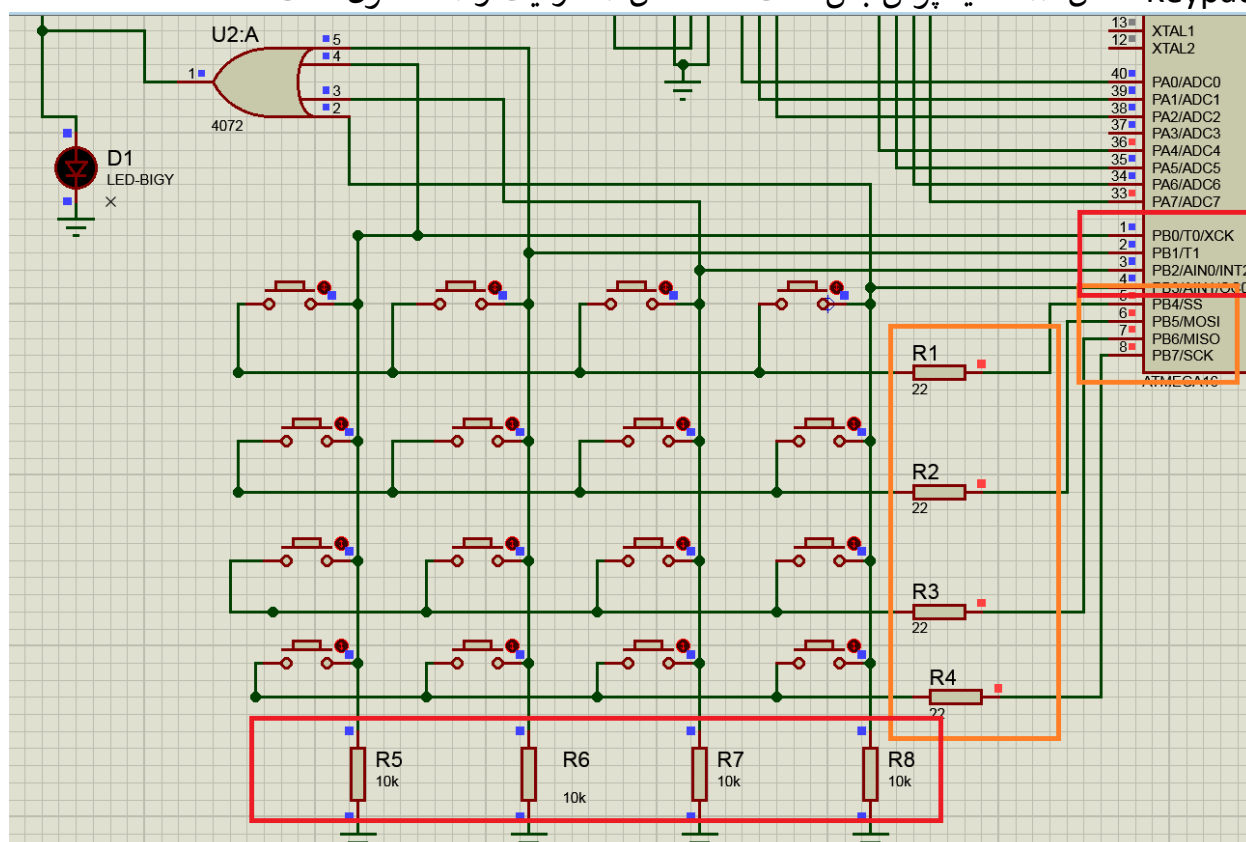 Keypad
U2:A
5
4
1
3
2
4072
D1
LED-BIGY
13
XTAL1
12
XTAL2
40
PA0/ADC0
39
PA1/ADC1
38
PA2/ADC2
37
PA3/ADC3
36
PA4/ADC4
35
PA5/ADC5
34
PA6/ADC6
33
PA7/ADC7
1
PB0/T0/XCK
2
PB1/T1
3
PB2/AIN0/INT2
4
PB3/AIN1/OC0
5
PB4/SS
6
PB5/MOSI
7
PB6/MISO
8
PB7/SCK
ATMEGA16
R1
22
R2
22
R3
22
R4
22
R5
10k
R6
10k
R7
10k
R8
10k